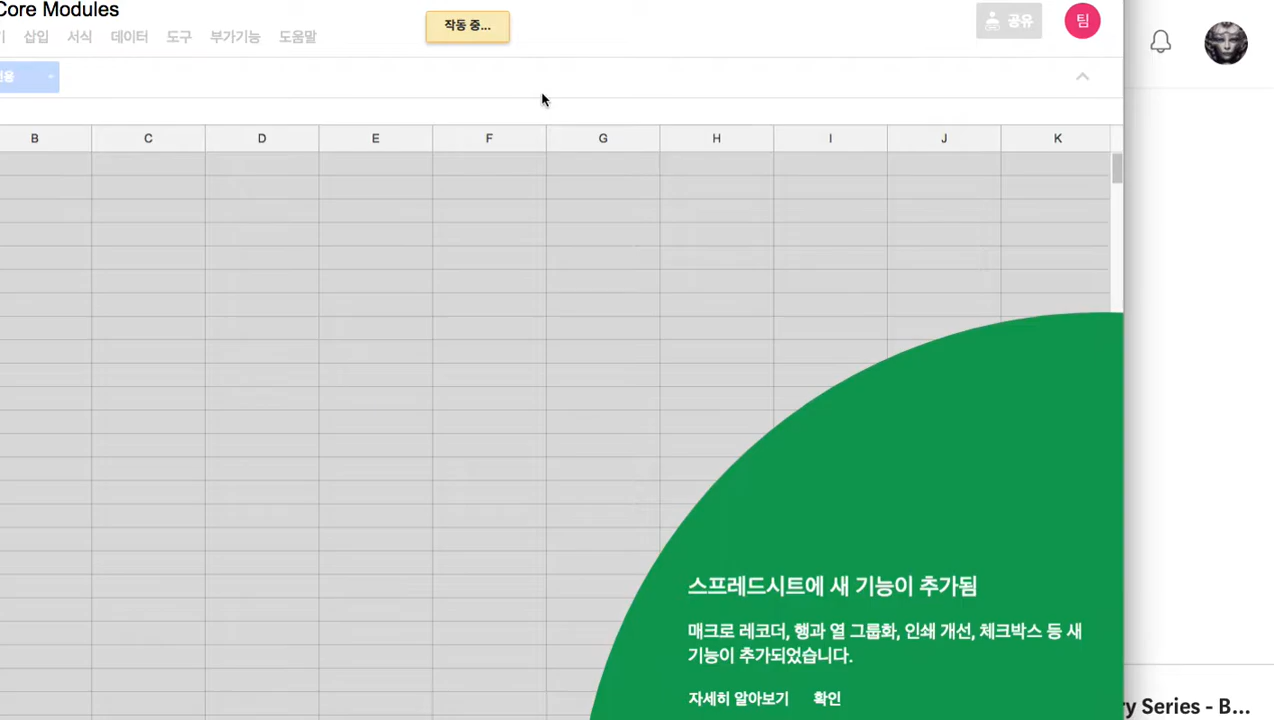 Core Modules
작동 중...
공유
팀
삽입 서식 데이터 도구 부가기능 도움말
B C D E F G H I J K
스프레드시트에 새 기능이 추가됨
매크로 레코더, 행과 열 그룹화, 인쇄 개선, 체크박스 등 새
기능이 추가되었습니다.
자세히 알아보기 확인
Series - B...